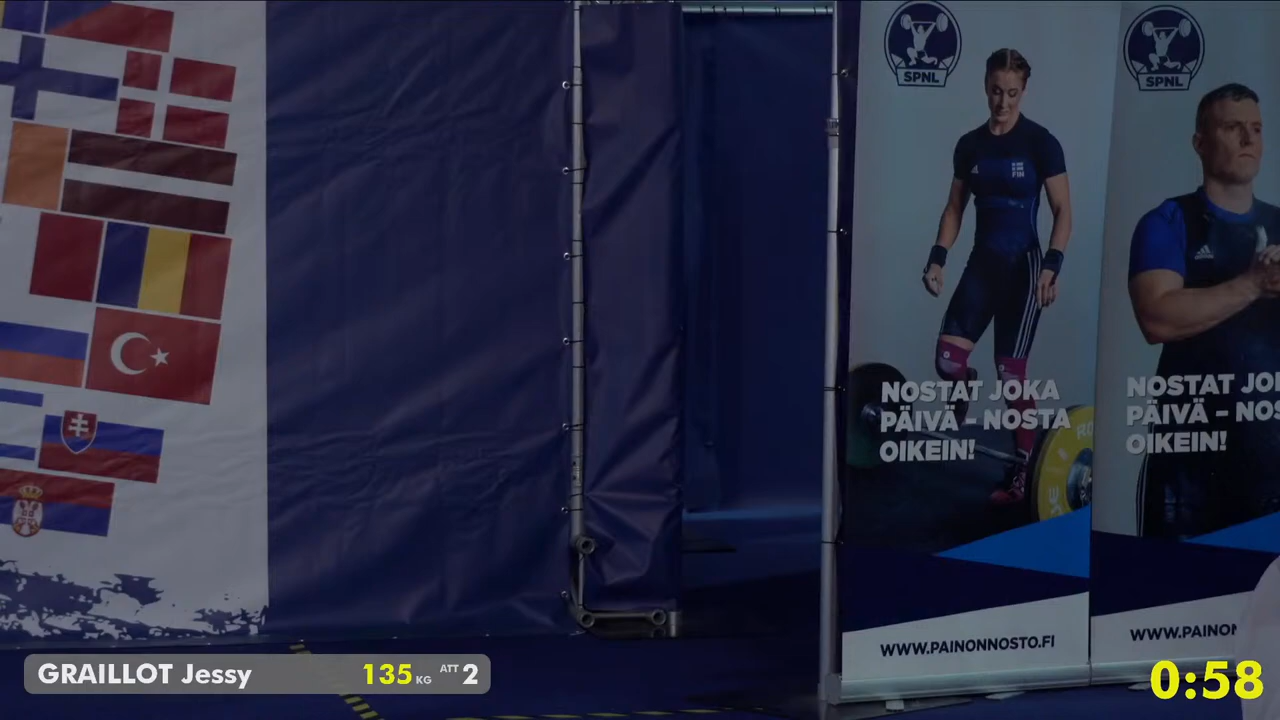 SPNL
FIN
NOSTAT JOKA
PÄIVÄ - NOSTA
OIKEIN!
WWW.PAINONNOSTO.FI
SPNL
NOSTAT JO
PÄIVÄ - NOS
OIKEIN!
WWW.PAINON
GRAILLOT Jessy 135 KG ATT 2
0:58